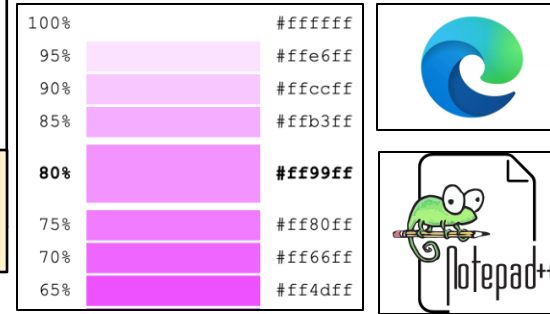 100% #ffffff
95% #ffe6ff
90% #ffccff
85% #ffb3ff
80% #ff99ff
75% #ff80ff
70% #ff66ff
65% #ff4dff
Notepad++